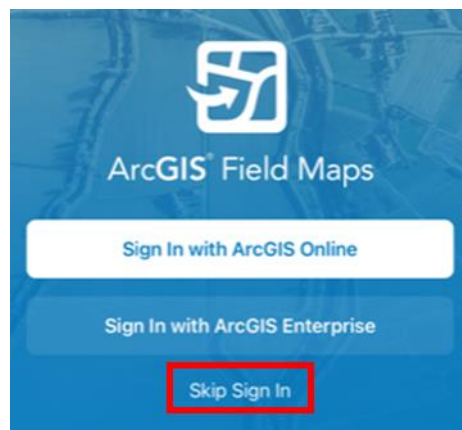 ArcGIS® Field Maps
Sign In with ArcGIS Online
Sign In with ArcGIS Enterprise
Skip Sign In